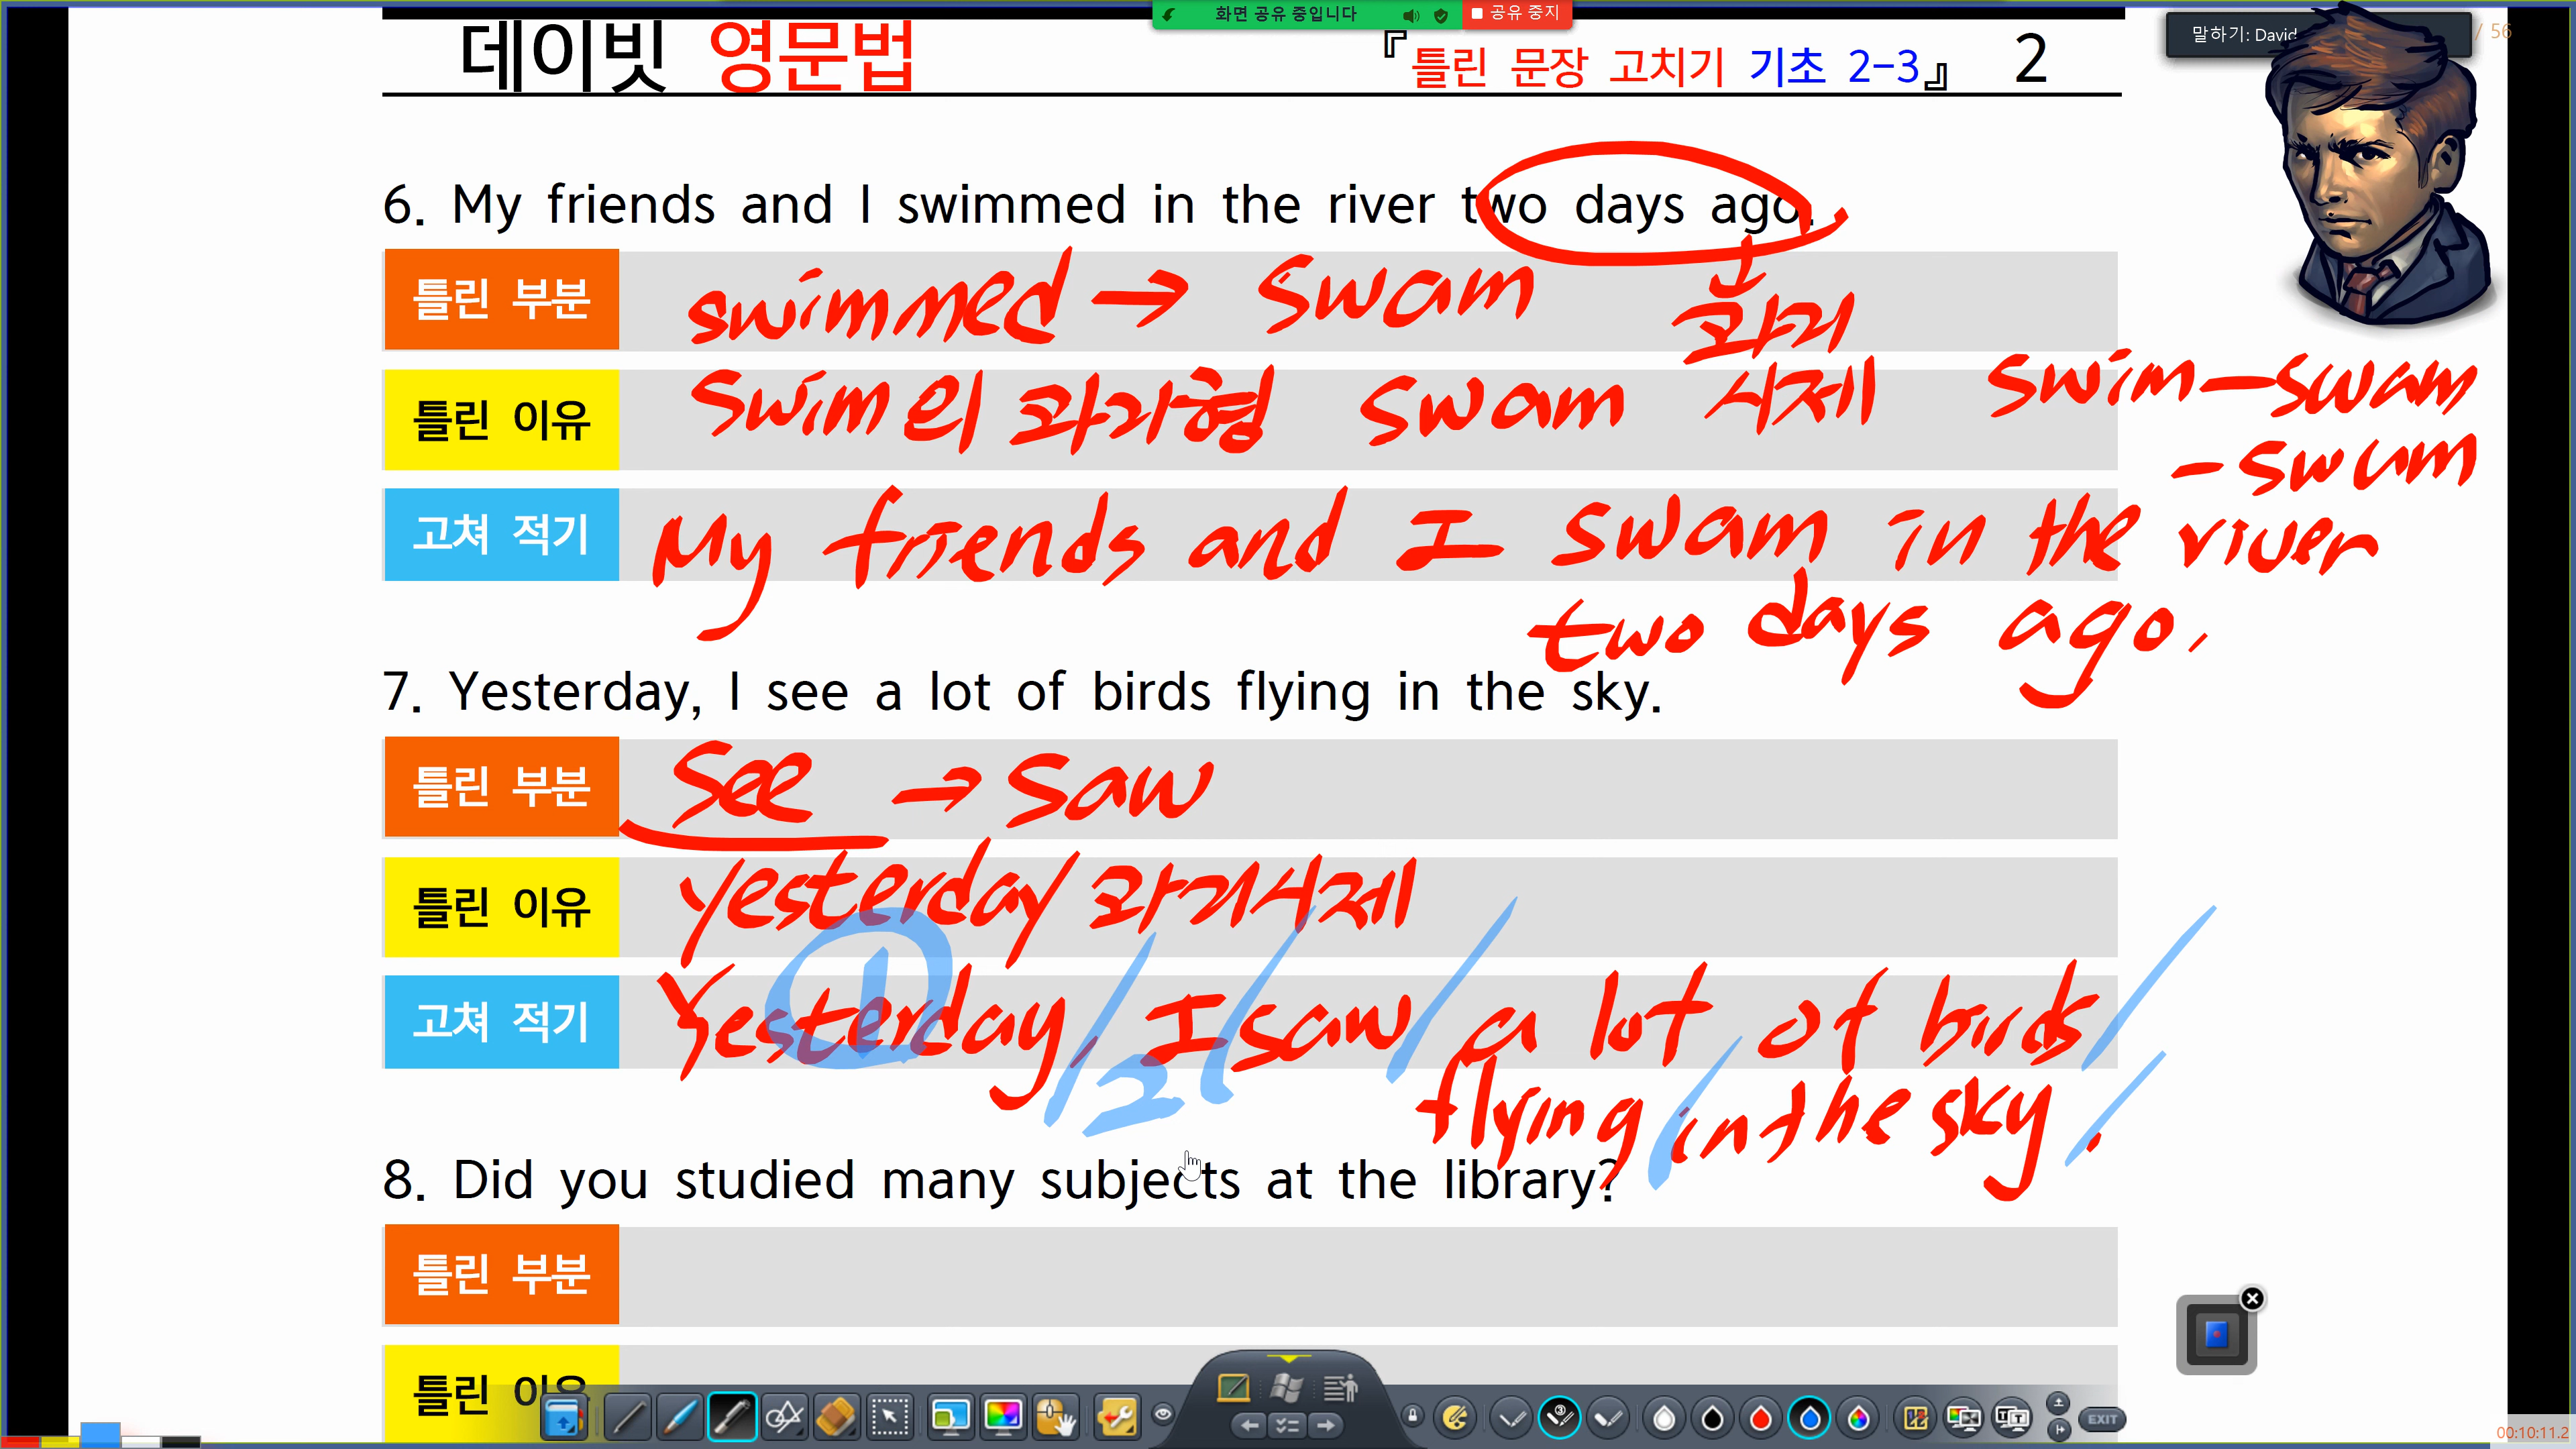 화면 공유 중입니다 공유 중지
말하기: David
/ 56
데이빗 영문법 『틀린 문장 고치기 기초 2-3』 2
6. My friends and I swimmed in the river two days ago.
틀린 부분 swimmed → swam 과거
시제
틀린 이유 swim의 과거형 swam
swim-swam
-swum
고쳐 적기 My friends and I swam in the river
two days ago.
7. Yesterday, I see a lot of birds flying in the sky.
틀린 부분 see → saw
틀린 이유 yesterday 과거시제
고쳐 적기 Yesterday, I saw a lot of birds
flying in the sky.
① 2
8. Did you studied many subjects at the library?
틀린 부분
틀린 이유
EXIT
00:10:11.2